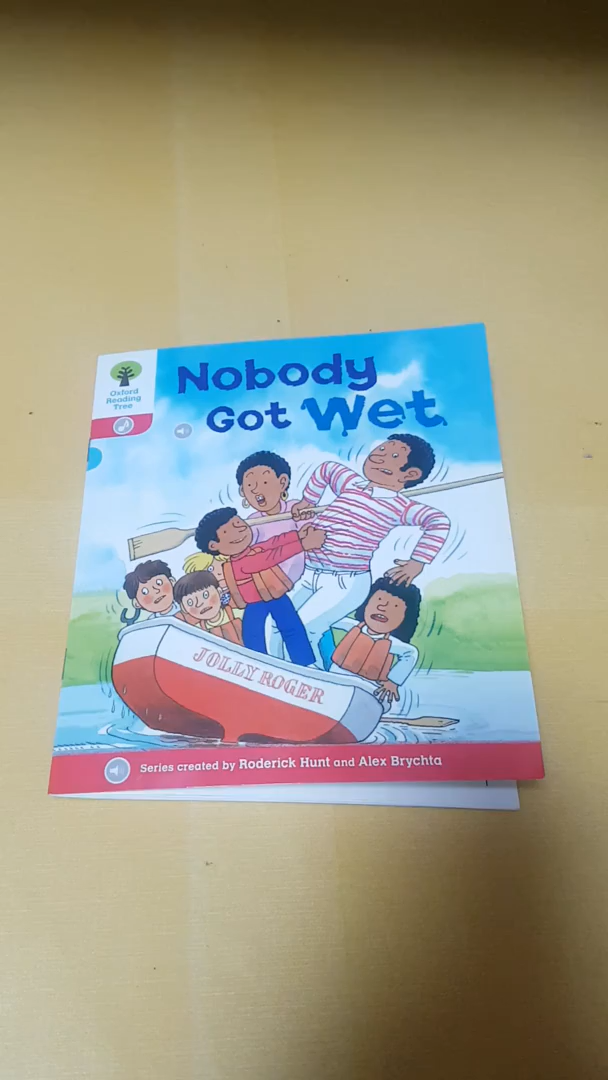 Oxford
Reading
Tree
Nobody
Got Wet
JOLLY ROGER
Series created by Roderick Hunt and Alex Brychta